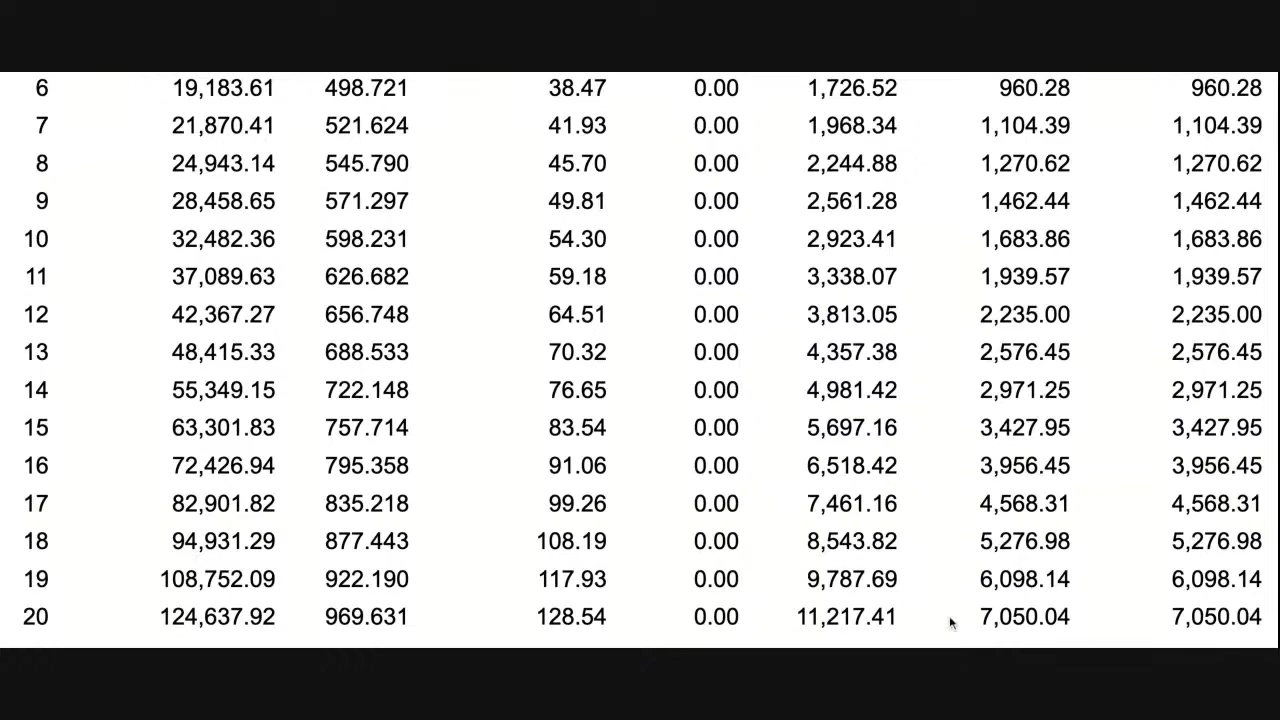 6 19,183.61 498.721 38.47 0.00 1,726.52 960.28 960.28
7 21,870.41 521.624 41.93 0.00 1,968.34 1,104.39 1,104.39
8 24,943.14 545.790 45.70 0.00 2,244.88 1,270.62 1,270.62
9 28,458.65 571.297 49.81 0.00 2,561.28 1,462.44 1,462.44
10 32,482.36 598.231 54.30 0.00 2,923.41 1,683.86 1,683.86
11 37,089.63 626.682 59.18 0.00 3,338.07 1,939.57 1,939.57
12 42,367.27 656.748 64.51 0.00 3,813.05 2,235.00 2,235.00
13 48,415.33 688.533 70.32 0.00 4,357.38 2,576.45 2,576.45
14 55,349.15 722.148 76.65 0.00 4,981.42 2,971.25 2,971.25
15 63,301.83 757.714 83.54 0.00 5,697.16 3,427.95 3,427.95
16 72,426.94 795.358 91.06 0.00 6,518.42 3,956.45 3,956.45
17 82,901.82 835.218 99.26 0.00 7,461.16 4,568.31 4,568.31
18 94,931.29 877.443 108.19 0.00 8,543.82 5,276.98 5,276.98
19 108,752.09 922.190 117.93 0.00 9,787.69 6,098.14 6,098.14
20 124,637.92 969.631 128.54 0.00 11,217.41 7,050.04 7,050.04